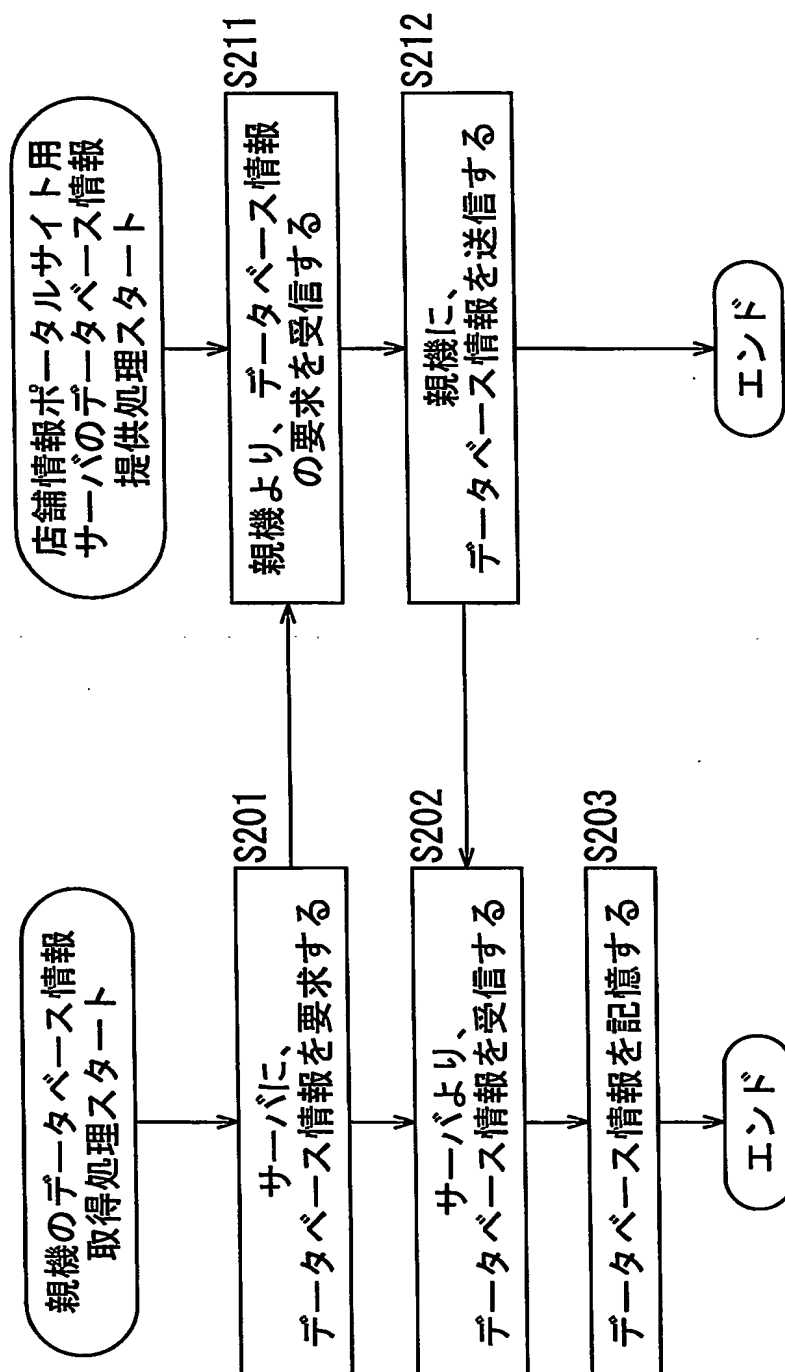 親機のデータベース情報
取得処理スタート
S201
サーバに、
データベース情報を要求する
S202
サーバより、
データベース情報を受信する
S203
データベース情報を記憶する
エンド
店舗情報ポータルサイト用
サーバのデータベース情報
提供処理スタート
S211
親機より、データベース情報
の要求を受信する
S212
親機に、
データベース情報を送信する
エンド